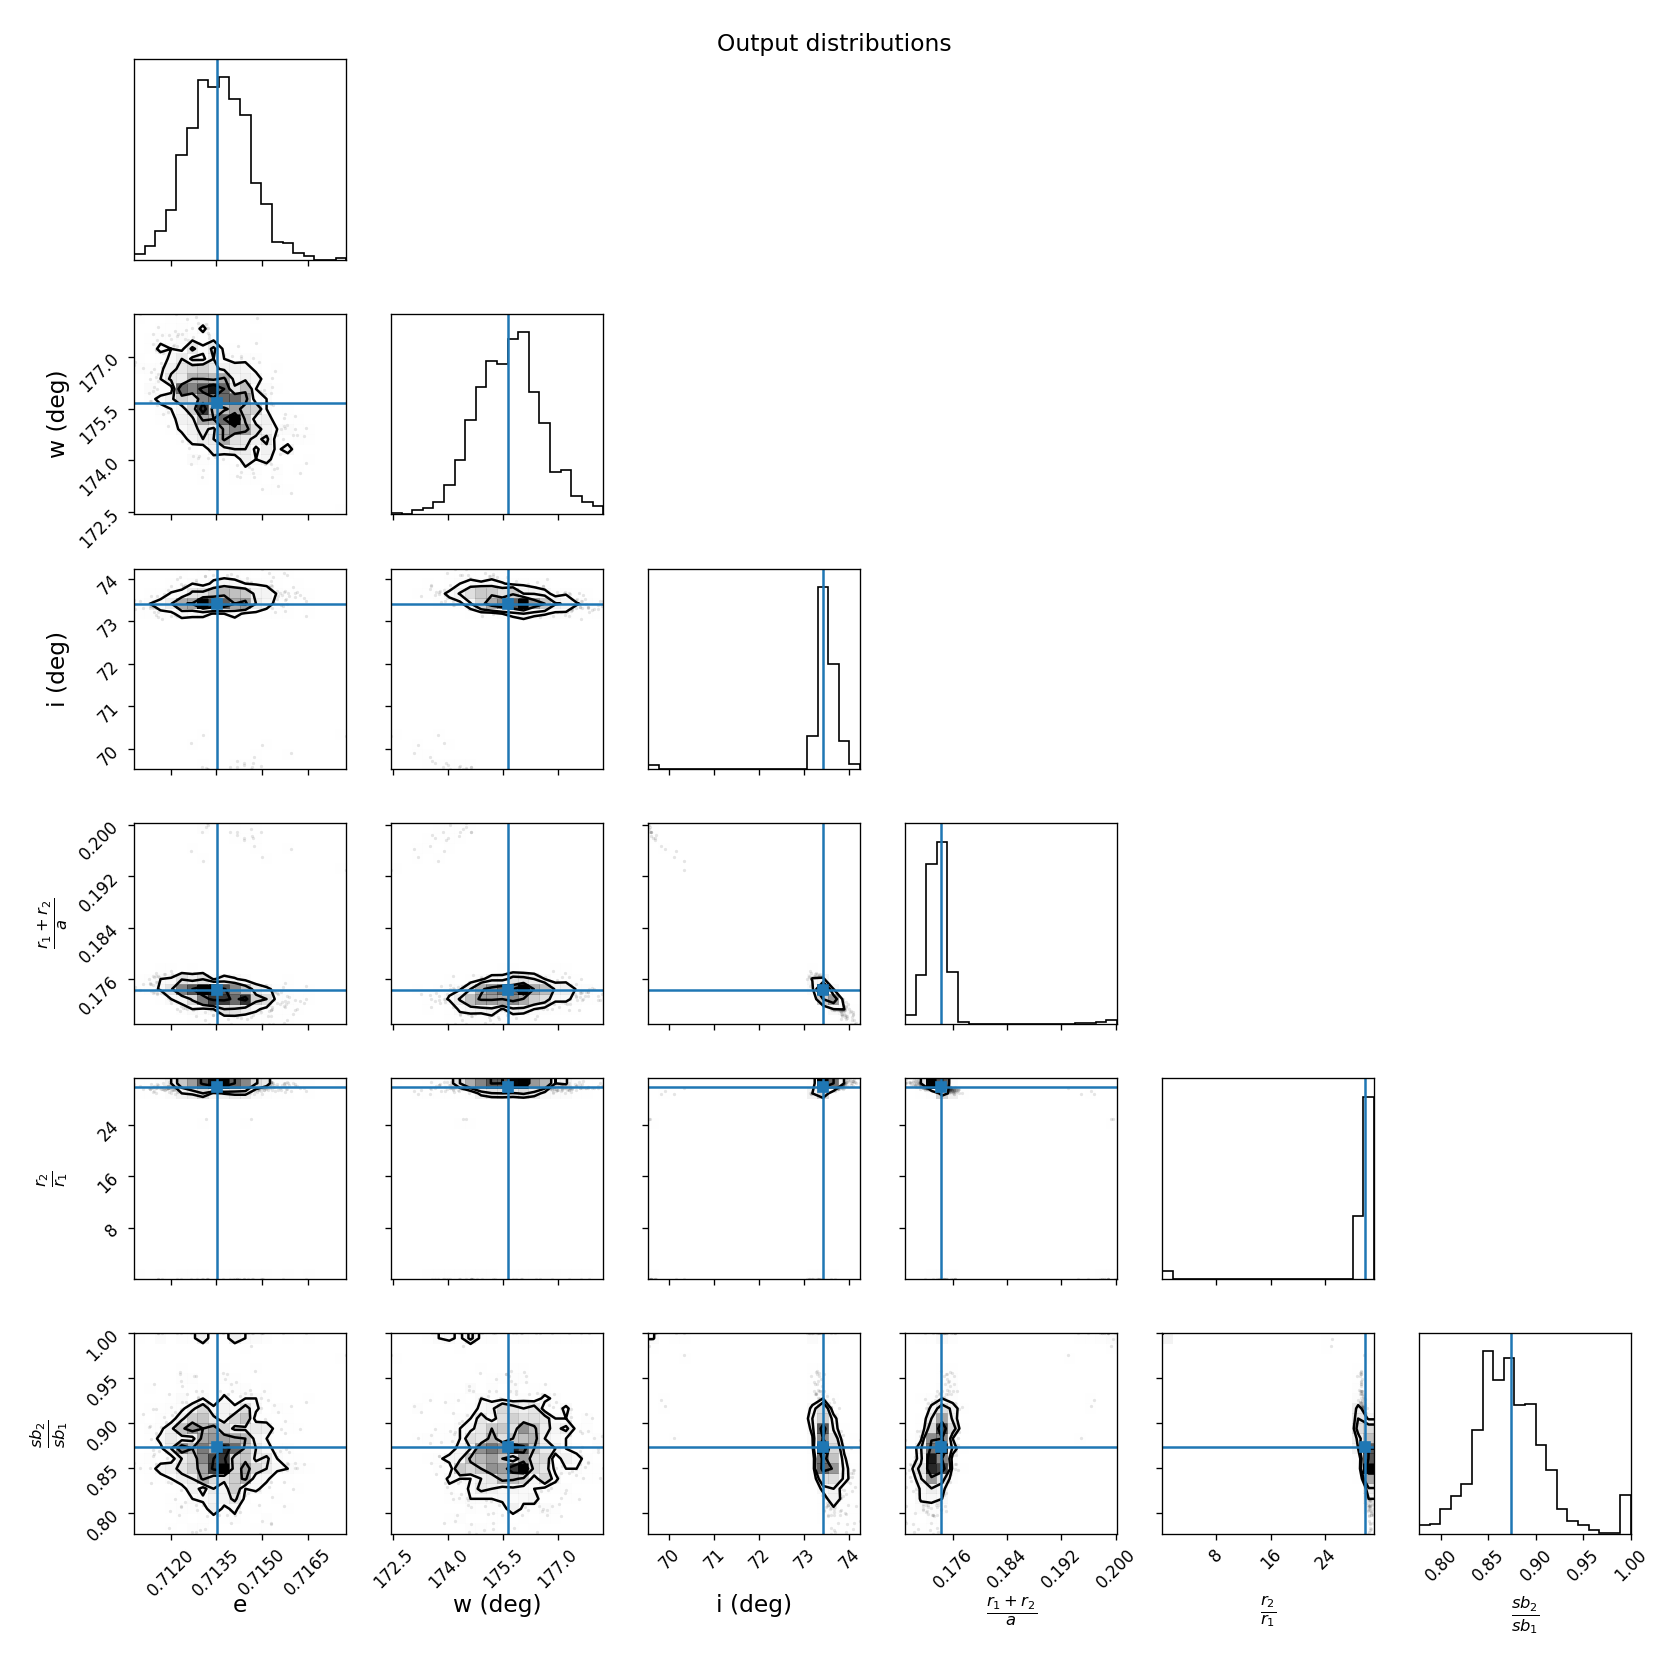 Output distributions
w (deg)
177.0
175.5
174.0
172.5
i (deg)
74
73
72
71
70
r₁ + r₂
a
0.200
0.192
0.184
0.176
r₂
r₁
24
16
8
sb₂
sb₁
1.00
0.95
0.90
0.85
0.80
0.7120 0.7135 0.7150 0.7165 172.5 174.0 175.5 177.0 70 71 72 73 74 0.176 0.184 0.192 0.200 8 16 24 0.80 0.85 0.90 0.95 1.00
e w (deg) i (deg) r₁ + r₂ r₂ sb₂
a r₁ sb₁